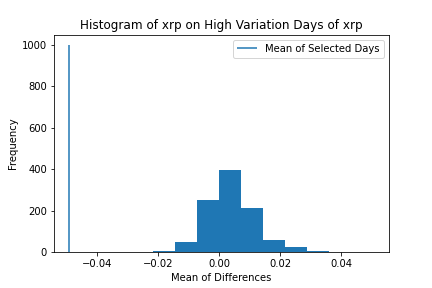 Histogram of xrp on High Variation Days of xrp
Mean of Selected Days
Frequency
1000
800
600
400
200
0
−0.04
−0.02
0.00
0.02
0.04
Mean of Differences